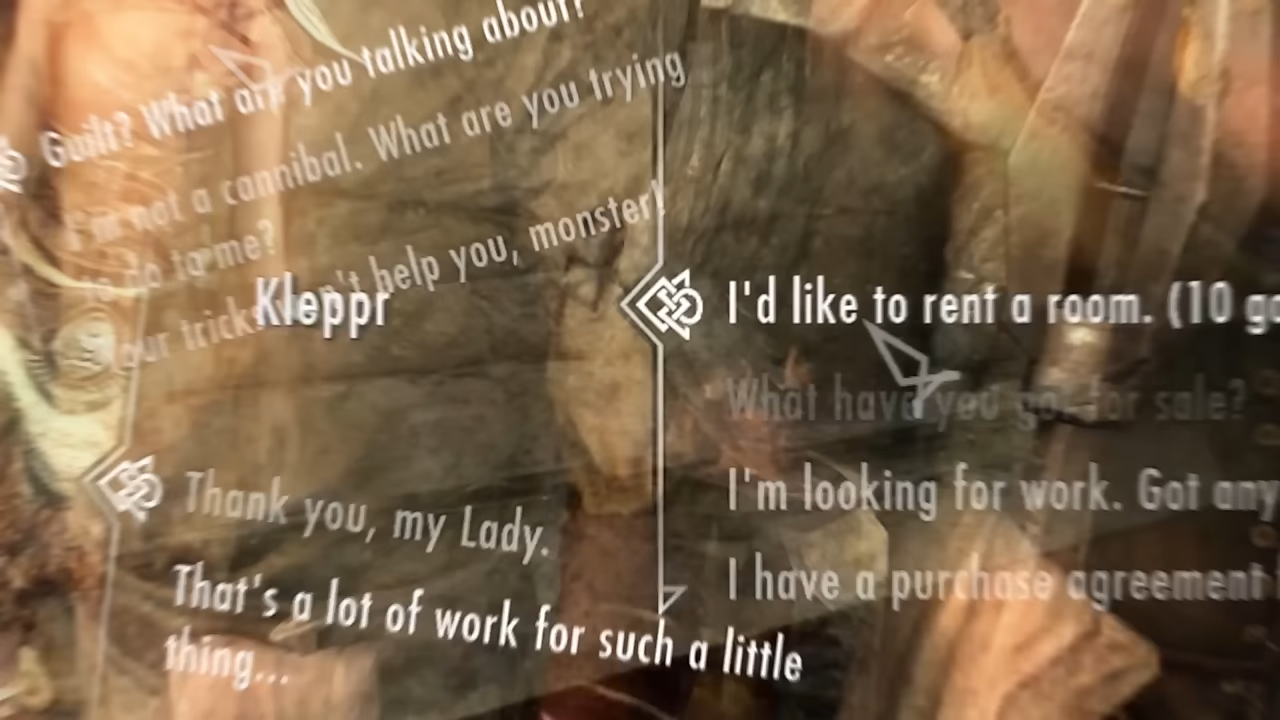 Guilt? What are you talking about?
I'm not a cannibal. What are you trying
to do to me?
your tricks won't help you, monster!
Kleppr
I'd like to rent a room. (10
What have you got for sale?
I'm looking for work. Got any
I have a purchase agreement
Thank you, my Lady.
That's a lot of work for such a little
thing...